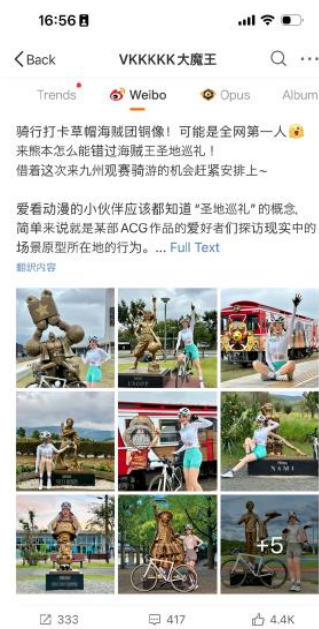 16:56
Back
VKKKKK大魔王
Trends
Weibo
Opus
Album
骑行打卡草帽海贼团铜像！可能是全网第一人
来熊本怎么能错过海贼王圣地巡礼！
借着这次来九州观赛骑游的机会赶紧安排上~
爱看动漫的小伙伴应该都知道“圣地巡礼”的概念,
简单来说就是某部ACG作品的爱好者们探访现实中的
场景原型所在地的行为。... Full Text
翻訳内容
NAMI
+5
333
417
4.4K